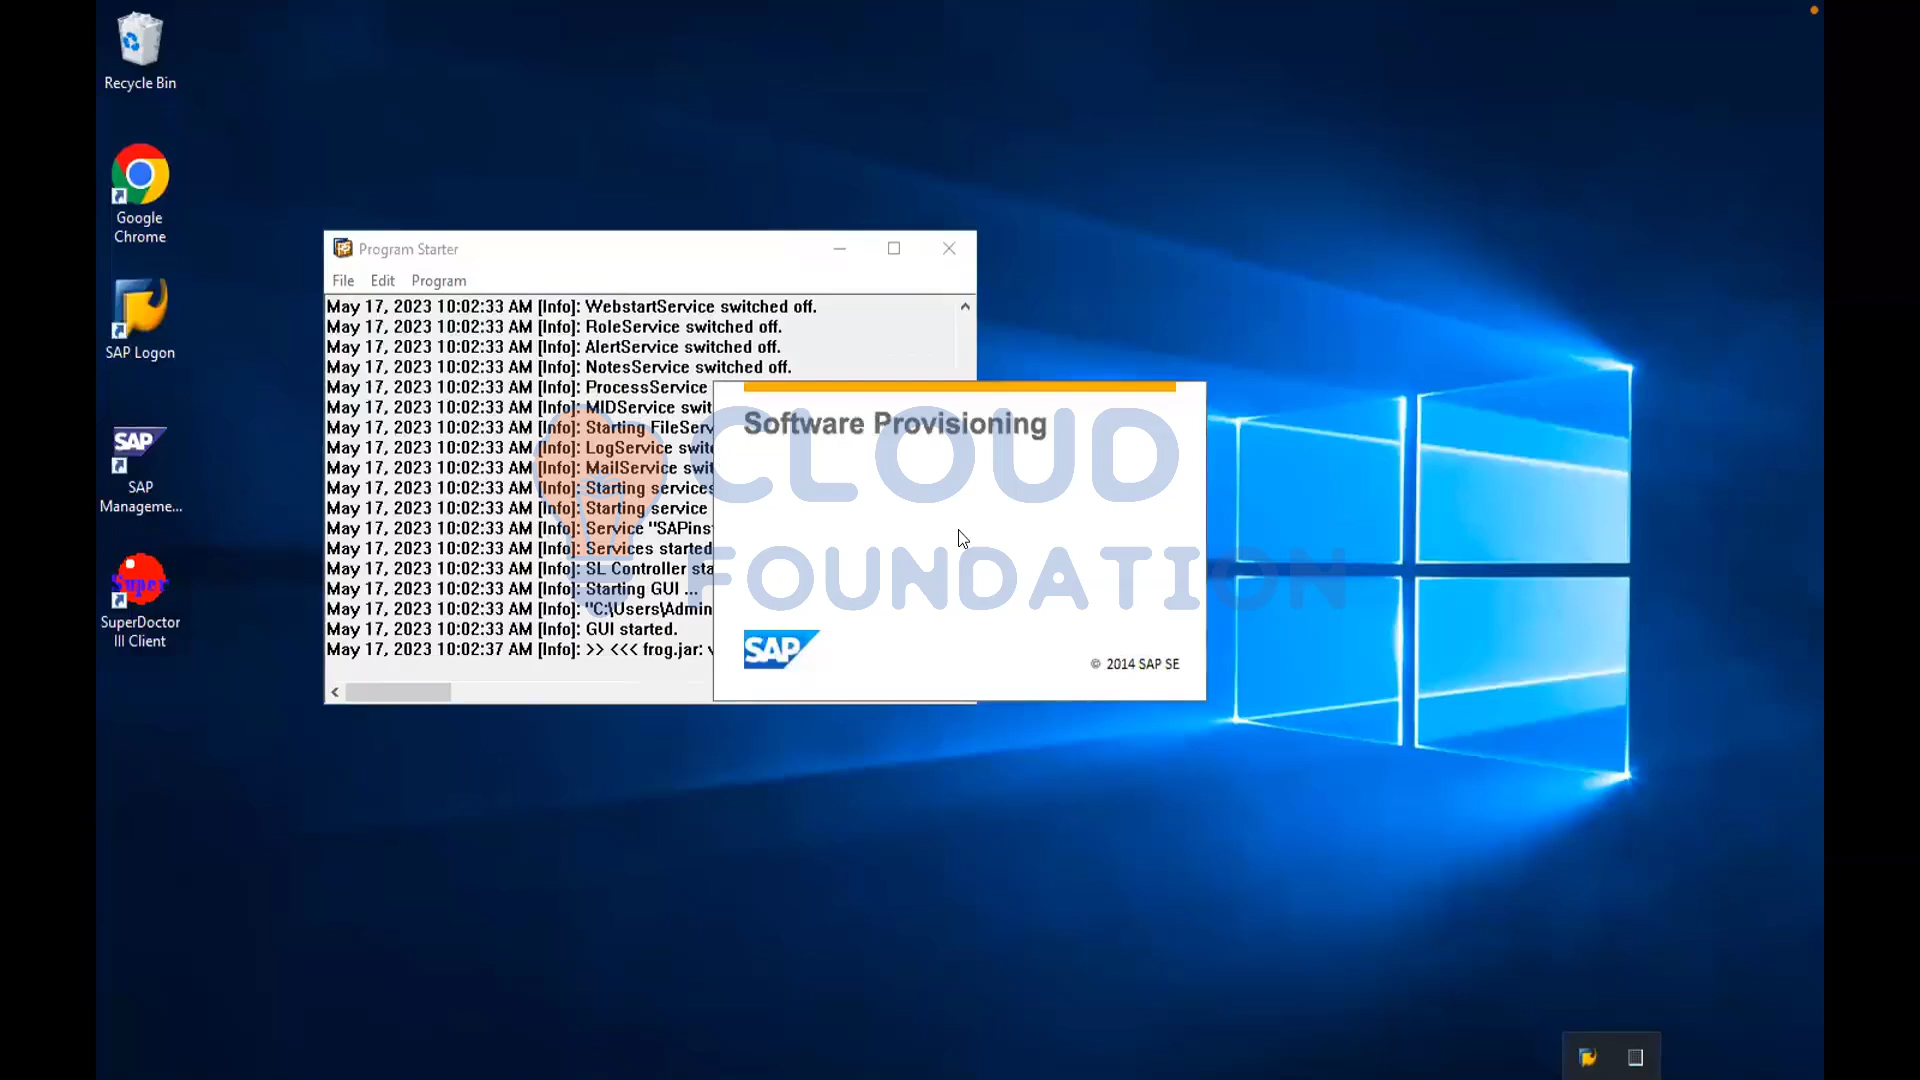 Recycle Bin
Google
Chrome
SAP Logon
SAP
SAP
Manageme...
Super
SuperDoctor
III Client
Program Starter
File Edit Program
May 17, 2023 10:02:33 AM [Info]: WebstartService switched off.
May 17, 2023 10:02:33 AM [Info]: RoleService switched off.
May 17, 2023 10:02:33 AM [Info]: AlertService switched off.
May 17, 2023 10:02:33 AM [Info]: NotesService switched off.
May 17, 2023 10:02:33 AM [Info]: ProcessService
May 17, 2023 10:02:33 AM [Info]: MIDService swit
May 17, 2023 10:02:33 AM [Info]: Starting FileServ
May 17, 2023 10:02:33 AM [Info]: LogService swit
May 17, 2023 10:02:33 AM [Info]: MailService swit
May 17, 2023 10:02:33 AM [Info]: Starting services
May 17, 2023 10:02:33 AM [Info]: Starting service
May 17, 2023 10:02:33 AM [Info]: Service "SAPinst
May 17, 2023 10:02:33 AM [Info]: Services started
May 17, 2023 10:02:33 AM [Info]: SL Controller sta
May 17, 2023 10:02:33 AM [Info]: Starting GUI ...
May 17, 2023 10:02:33 AM [Info]: "C:\Users\Admin
May 17, 2023 10:02:33 AM [Info]: GUI started.
May 17, 2023 10:02:37 AM [Info]: >> <<< frog.jar:
Software Provisioning
CLOUD
FOUNDATION
SAP
© 2014 SAP SE